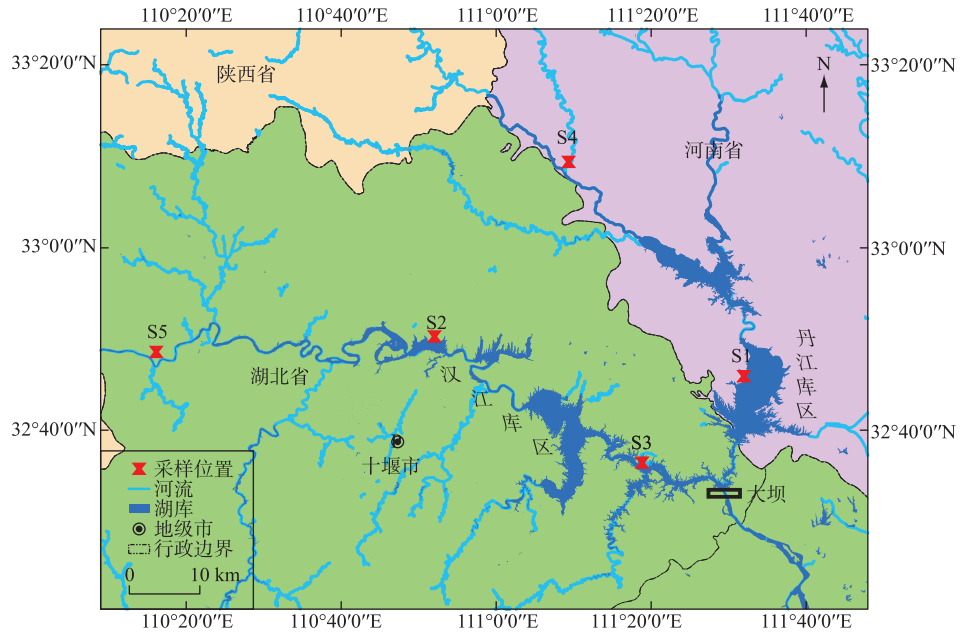 110°20′0″E
110°40′0″E
111°0′0″E
111°20′0″E
111°40′0″E
33°20′0″N
33°20′0″N
陕西省
N
S4
河南省
33°0′0″N
33°0′0″N
S5
S2
S1
丹江库区
湖北省
汉江库区
32°40′0″N
32°40′0″N
S3
十堰市
大坝
采样位置
河流
湖库
地级市
行政边界
0 10 km
110°20′0″E
110°40′0″E
111°0′0″E
111°20′0″E
111°40′0″E